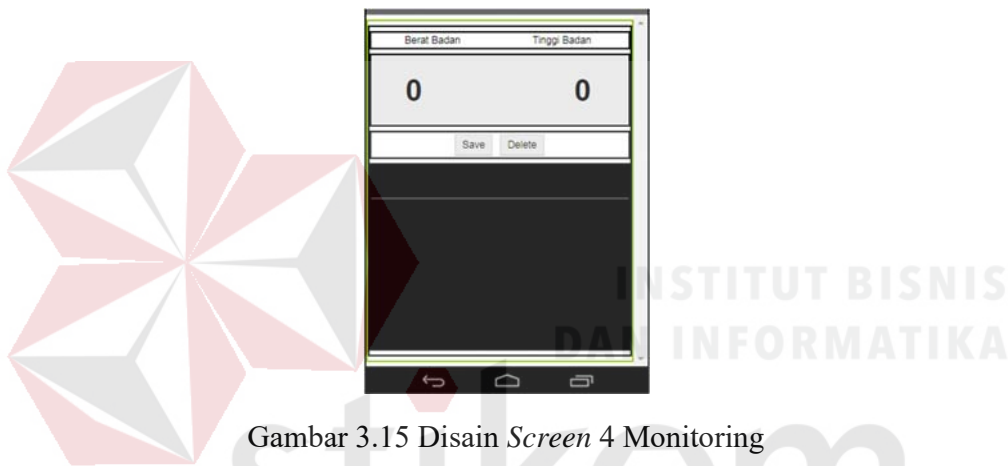 Berat Badan Tinggi Badan
0 0
Save Delete
INSTITUT BISNIS
DAN INFORMATIKA
Gambar 3.15 Disain Screen 4 Monitoring
stikom